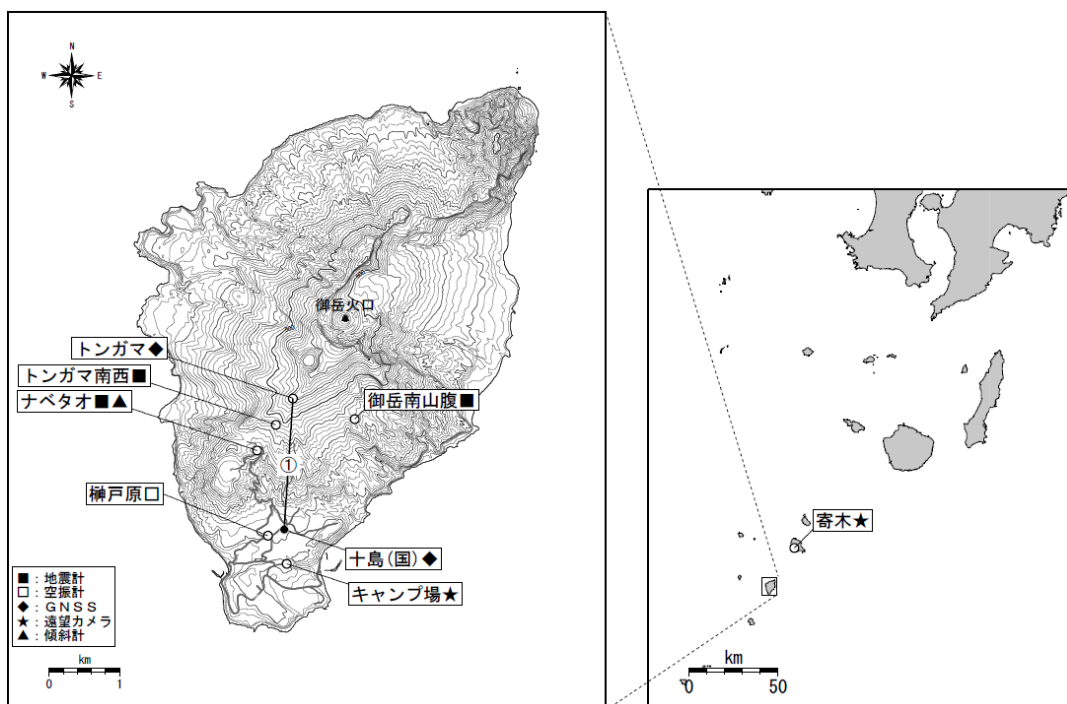 N
W
E
S
御岳火口
トンガマ◆
トンガマ南西■
ナベタオ■▲
御岳南山腹■
①
榊戸原□
十島(国)◆
キャンプ場★
■:地震計
□:空振計
◆:GNSS
★:遠望カメラ
▲:傾斜計
km
0 1
寄木★
km
0 50